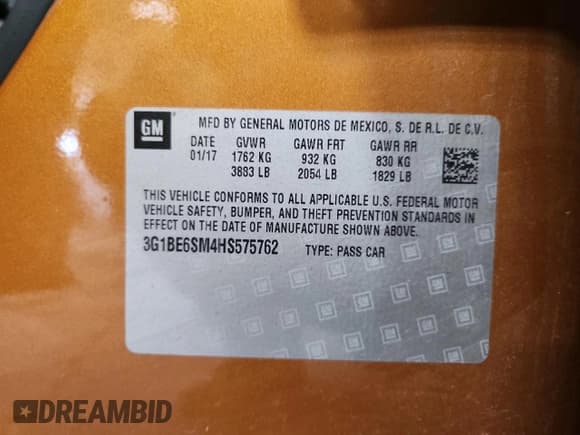 GM
MFD BY GENERAL MOTORS DE MEXICO, S. DE R.L. DE C.V.
DATE GVWR GAWR FRT GAWR RR
01/17 1762 KG 932 KG 830 KG
3883 LB 2054 LB 1829 LB
THIS VEHICLE CONFORMS TO ALL APPLICABLE U.S. FEDERAL MOTOR
VEHICLE SAFETY, BUMPER, AND THEFT PREVENTION STANDARDS IN
EFFECT ON THE DATE OF MANUFACTURE SHOWN ABOVE.
3G1BE6SM4HS575762 TYPE: PASS CAR
DREAMBID